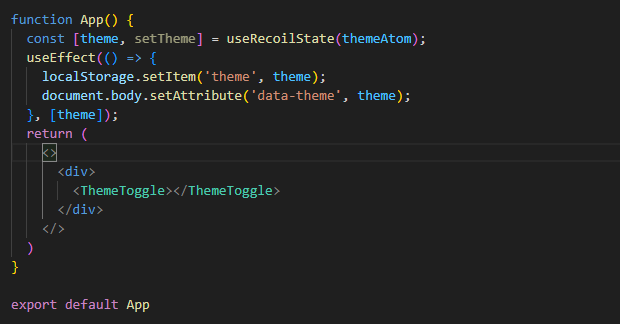 function App() {
const [theme, setTheme] = useRecoilState(themeAtom);
useEffect(() => {
localStorage.setItem('theme', theme);
document.body.setAttribute('data-theme', theme);
}, [theme]);
return (
<>
<div>
<ThemeToggle></ThemeToggle>
</div>
</>
)
}
export default App